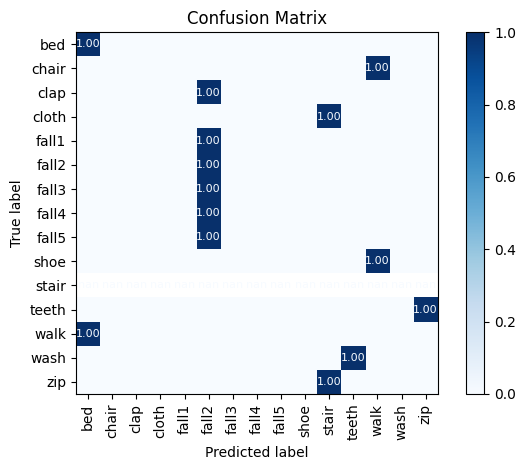 Confusion Matrix
True label
bed 1.00
chair 1.00
clap 1.00
cloth 1.00
fall1 1.00
fall2 1.00
fall3 1.00
fall4 1.00
fall5 1.00
shoe 1.00
stair
teeth 1.00
walk 1.00
wash 1.00
zip 1.00
bed chair clap cloth fall1 fall2 fall3 fall4 fall5 shoe stair teeth walk wash zip
Predicted label
1.0
0.8
0.6
0.4
0.2
0.0